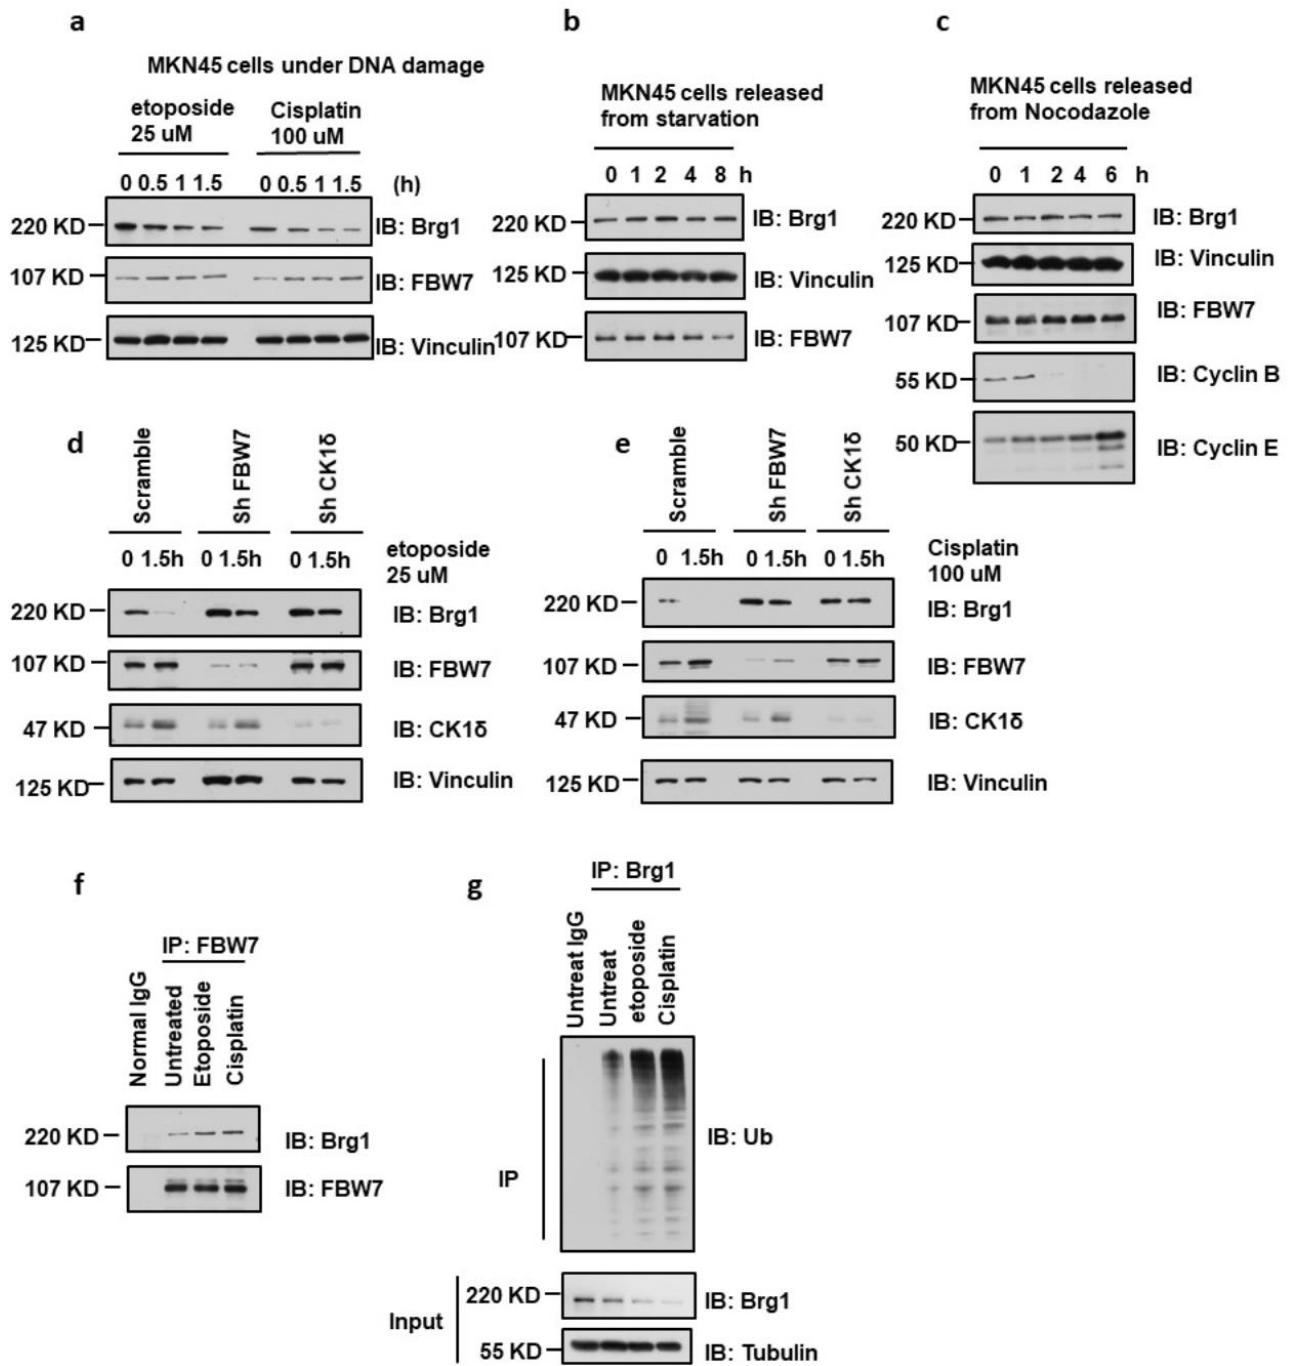 a
MKN45 cells under DNA damage
etoposide
25 uM
Cisplatin
100 uM
0 0.5 1 1.5 0 0.5 1 1.5 (h)
220 KD IB: Brg1
107 KD IB: FBW7
125 KD IB: Vinculin
b
MKN45 cells released
from starvation
0 1 2 4 8 h
220 KD IB: Brg1
125 KD IB: Vinculin
107 KD IB: FBW7
c
MKN45 cells released
from Nocodazole
0 1 2 4 6 h
220 KD IB: Brg1
125 KD IB: Vinculin
107 KD IB: FBW7
55 KD IB: Cyclin B
50 KD IB: Cyclin E
d
Scramble
Sh FBW7
Sh CK1δ
0 1.5h 0 1.5h 0 1.5h
etoposide
25 uM
220 KD IB: Brg1
107 KD IB: FBW7
47 KD IB: CK1δ
125 KD IB: Vinculin
e
Scramble
Sh FBW7
Sh CK1δ
0 1.5h 0 1.5h 0 1.5h
Cisplatin
100 uM
220 KD IB: Brg1
107 KD IB: FBW7
47 KD IB: CK1δ
125 KD IB: Vinculin
f
IP: FBW7
Normal IgG
Untreated
Etoposide
Cisplatin
220 KD IB: Brg1
107 KD IB: FBW7
g
IP: Brg1
Untreat IgG
Untreat
etoposide
Cisplatin
IP
IB: Ub
Input
220 KD IB: Brg1
55 KD IB: Tubulin